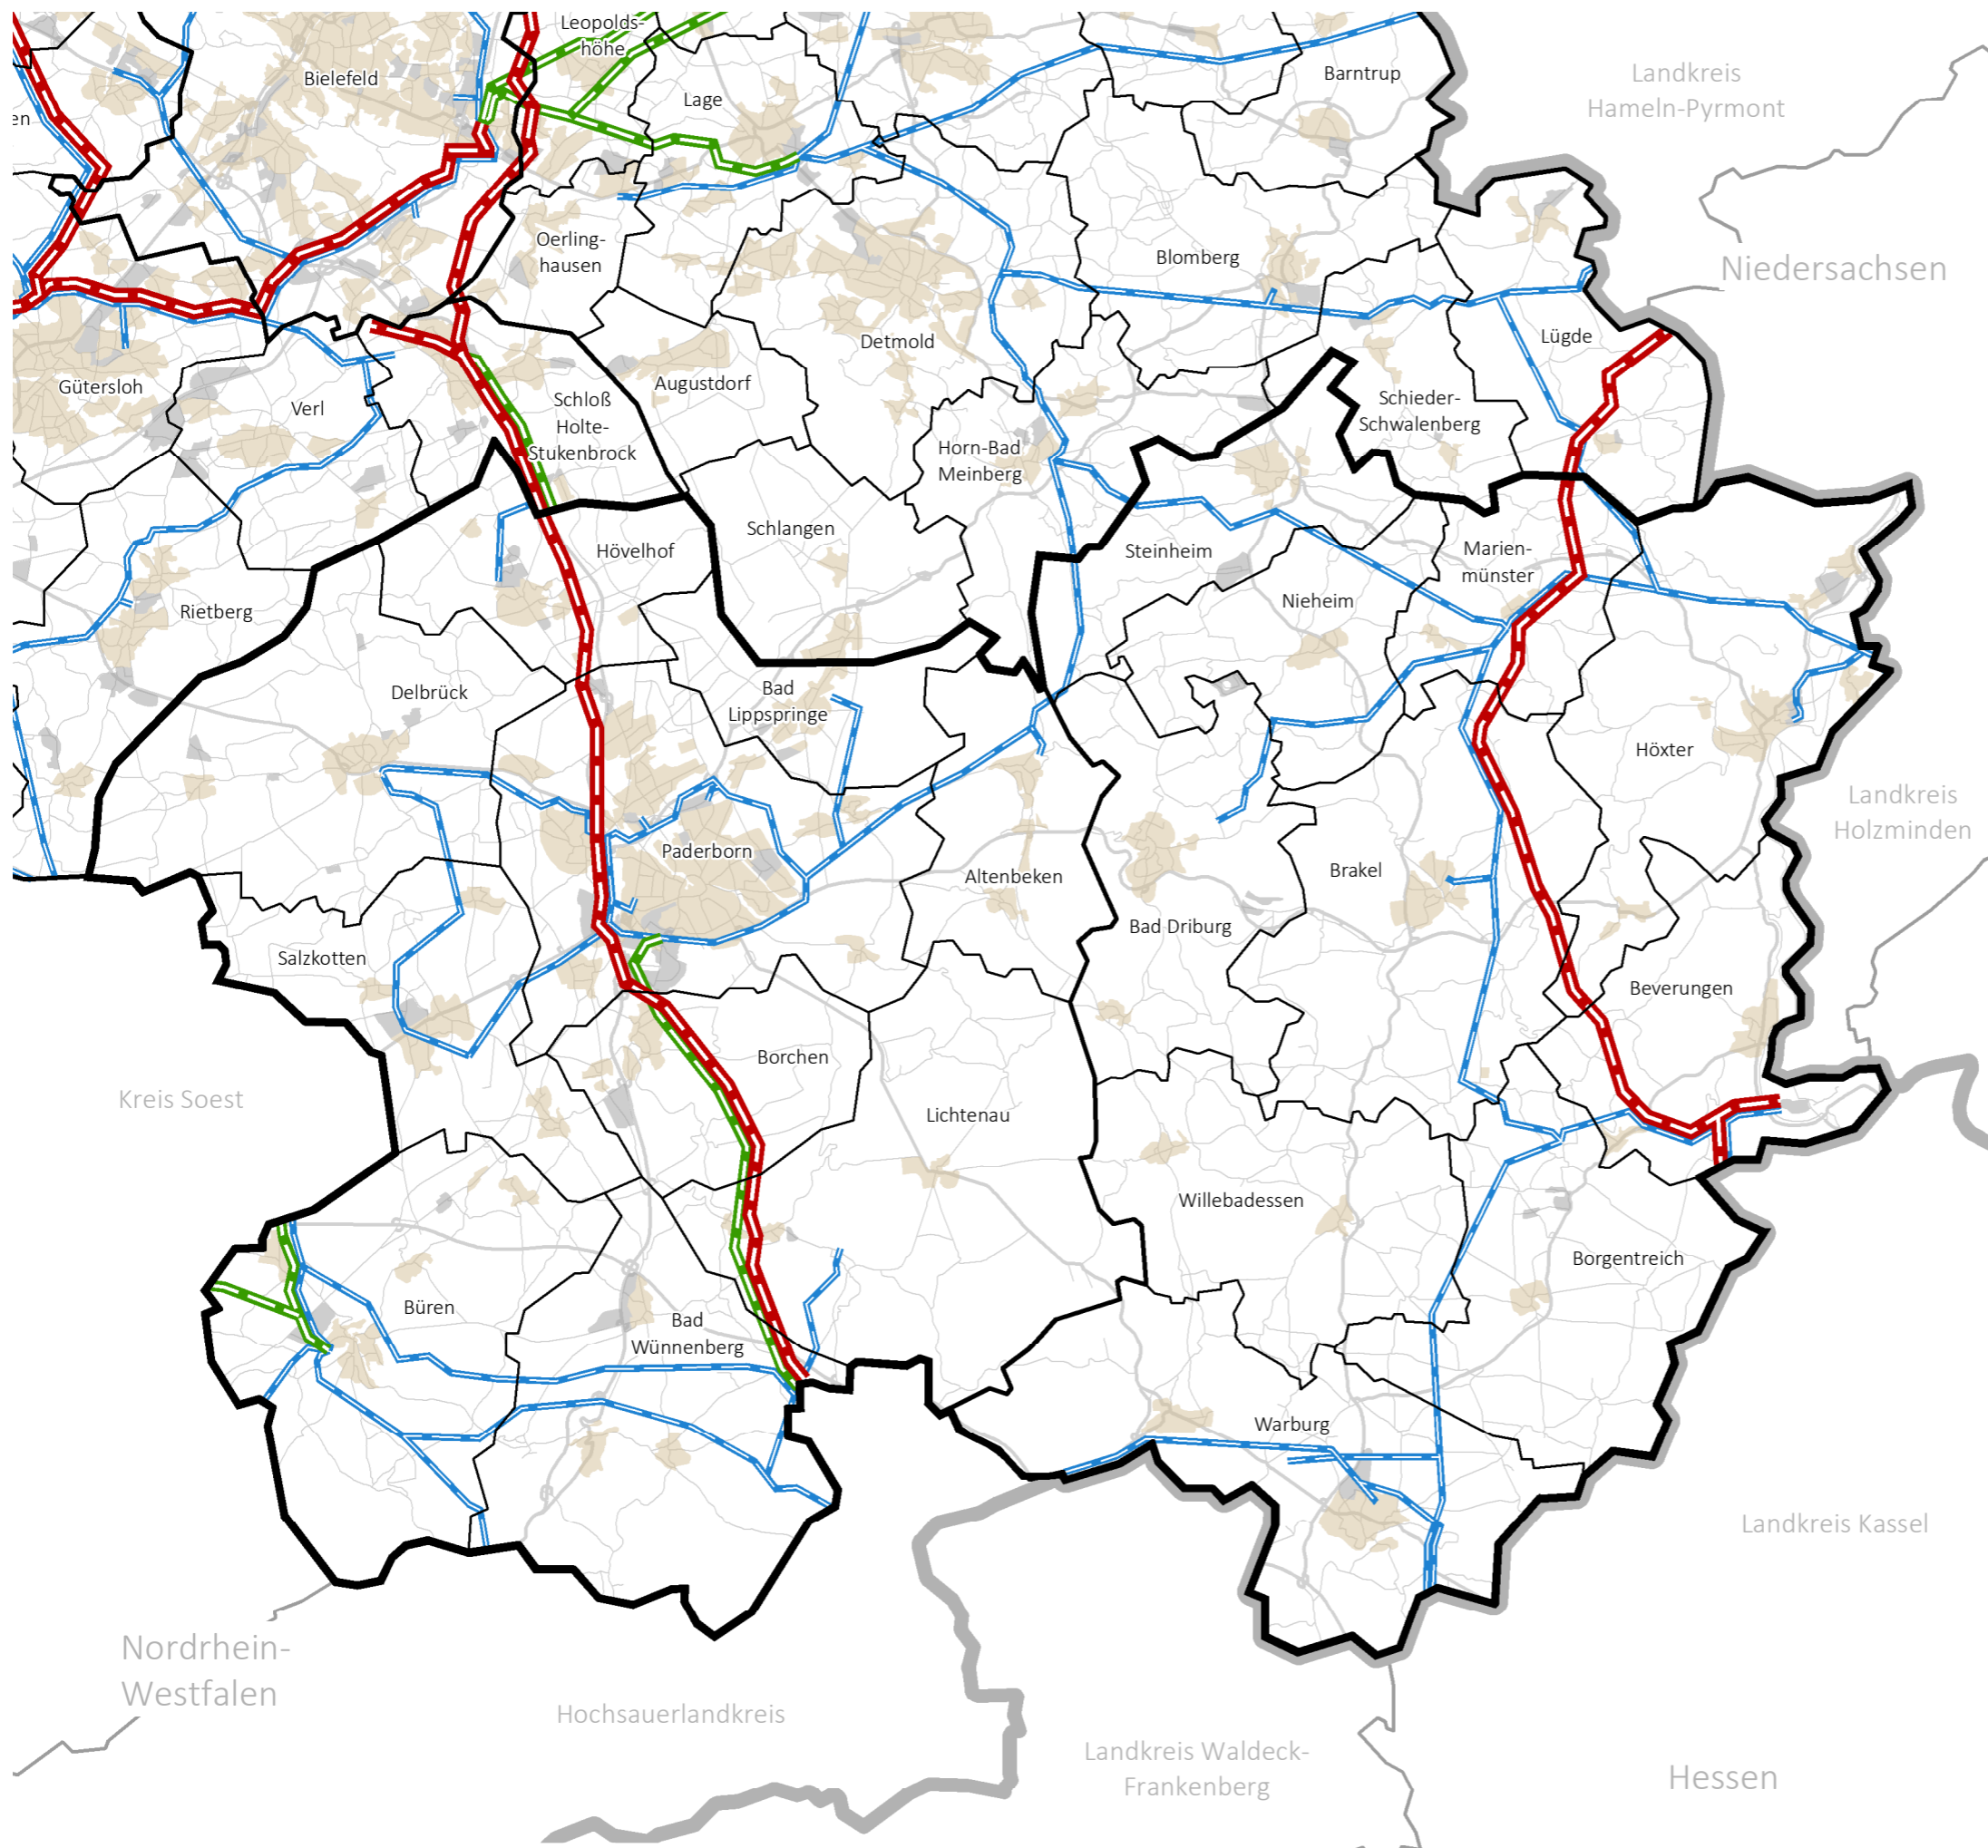 Leopolds-
höhe
Bielefeld
Barntrup
Landkreis
Hameln-Pyrmont
Lage
en
Oerling-
hausen
Blomberg
Niedersachsen
Detmold
Lügde
Gütersloh
Verl
Schloß
Holte-
Stukenbrock
Augustdorf
Schieder-
Schwalenberg
Horn-Bad
Meinberg
Schlangen
Hövelhof
Steinheim
Marien-
münster
Rietberg
Nieheim
Delbrück
Bad
Lippspringe
Höxter
Landkreis
Holzminden
Paderborn
Altenbeken
Brakel
Bad Driburg
Salzkotten
Beverungen
Borchen
Kreis Soest
Lichtenau
Willebadessen
Borgentreich
Büren
Bad
Wünnenberg
Warburg
Landkreis Kassel
Nordrhein-
Westfalen
Hochsauerlandkreis
Landkreis Waldeck-
Frankenberg
Hessen